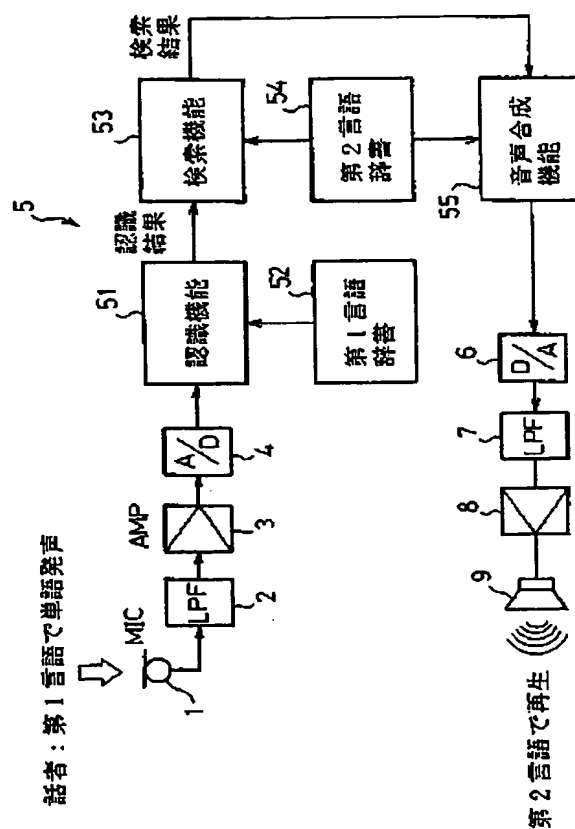 話者：第１言語で単語発声
MIC
1
LPF
2
AMP
3
A/D
4
5
51
認識機能
認識
結果
52
第１言語
辞書
53
検索機能
検索
結果
54
第２言語
辞書
55
音声合成
機能
6
D/A
7
LPF
8
9
第２言語で再生